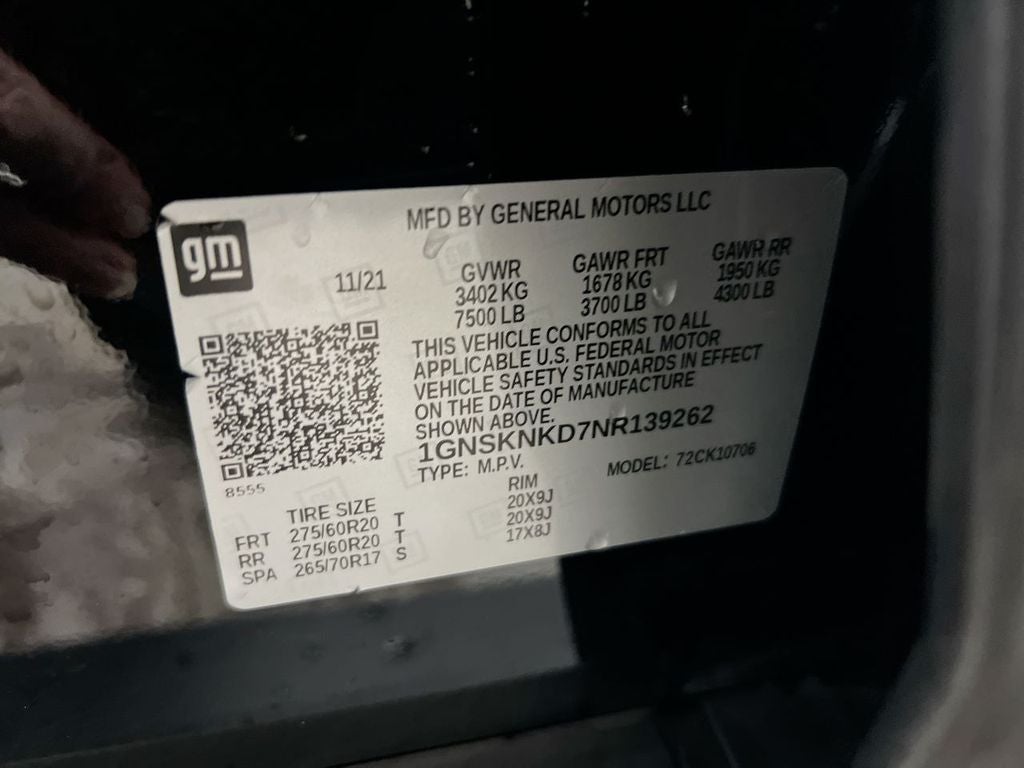 gm
MFD BY GENERAL MOTORS LLC
11/21
GVWR GAWR FRT GAWR RR
3402 KG 1678 KG 1950 KG
7500 LB 3700 LB 4300 LB
THIS VEHICLE CONFORMS TO ALL
APPLICABLE U.S. FEDERAL MOTOR
VEHICLE SAFETY STANDARDS IN EFFECT
ON THE DATE OF MANUFACTURE
SHOWN ABOVE.
1GNSKNKD7NR139262
TYPE: M.P.V. MODEL: 72CK10706
8555
TIRE SIZE RIM
FRT 275/60R20 T 20X9J
RR 275/60R20 T 20X9J
SPA 265/70R17 S 17X8J